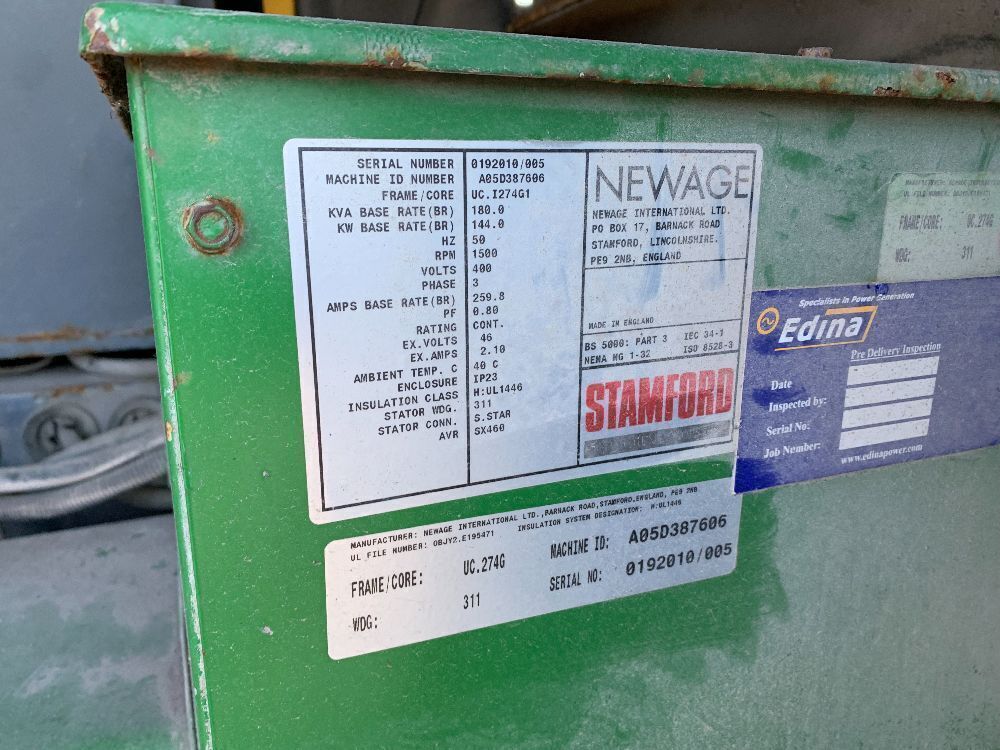 SERIAL NUMBER 0192010/005
MACHINE ID NUMBER A05D387606
FRAME/CORE UC.I274G1
KVA BASE RATE(BR) 180.0
KW BASE RATE(BR) 144.0
HZ 50
RPM 1500
VOLTS 400
PHASE 3
AMPS BASE RATE(BR) 259.8
PF 0.80
RATING CONT.
EX.VOLTS 46
EX.AMPS 2.10
AMBIENT TEMP. C 40 C
ENCLOSURE IP23
INSULATION CLASS H:UL1446
STATOR WDG. 311
STATOR CONN. S.STAR
AVR SX460
NEWAGE
NEWAGE INTERNATIONAL LTD.
PO BOX 17, BARNACK ROAD
STAMFORD, LINCOLNSHIRE.
PE9 2NB, ENGLAND
MADE IN ENGLAND
BS 5000: PART 3 IEC 34-1
NEMA MG 1-32 ISO 8528-3
STAMFORD
MANUFACTURER: NEWAGE INTERNATIONAL LTD.,BARNACK ROAD,STAMFORD.ENGLAND, PE9 2NB
UL FILE NUMBER: OBJY2.E195471 INSULATION SYSTEM DESIGNATION: H:UL1446
FRAME/CORE: UC.274G MACHINE ID: A05D387606
WDG: 311 SERIAL NO: 0192010/005
FRAME/CORE: UC.274G
WDG: 311
Specialists in Power Generation
Edina
Pre Delivery Inspection
Date
Inspected by:
Serial No:
Job Number:
www.edinapower.com